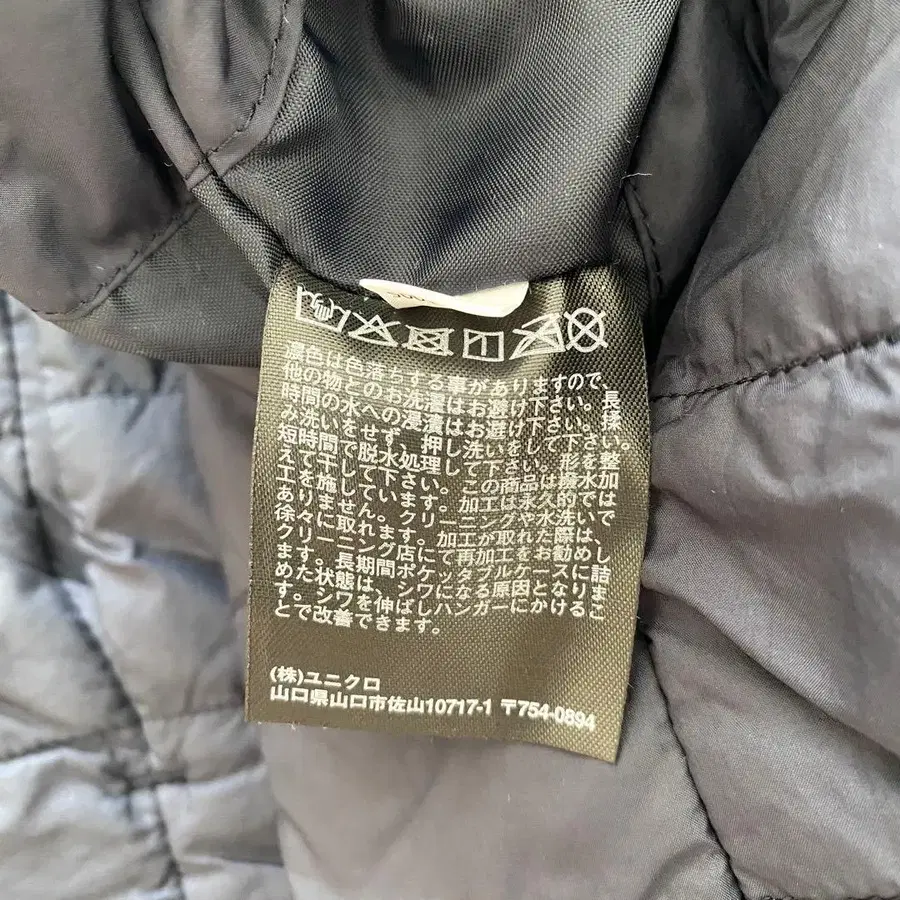 濃色は色落ちする事がありますので、
他の物とのお洗濯はお避け下さい。長
時間の水への浸漬はお避け下さい。揉
み洗いをせず、押し洗いをして下さい。
短時間で脱水処理して下さい。形を整
えて干して下さい。この商品は撥水加
工を施しています。加工は永久的では
ありません。クリーニングや水洗いで
徐々に取れます。加工が取れた際は、
クリーニング店にて再加工をお勧めし
ます。長期間ポケッタブルケースに詰
めた状態は、シワになる原因となりま
す。シワを伸ばしハンガーにかけるこ
とで改善できます。
(株)ユニクロ
山口県山口市佐山10717-1 〒754-0894